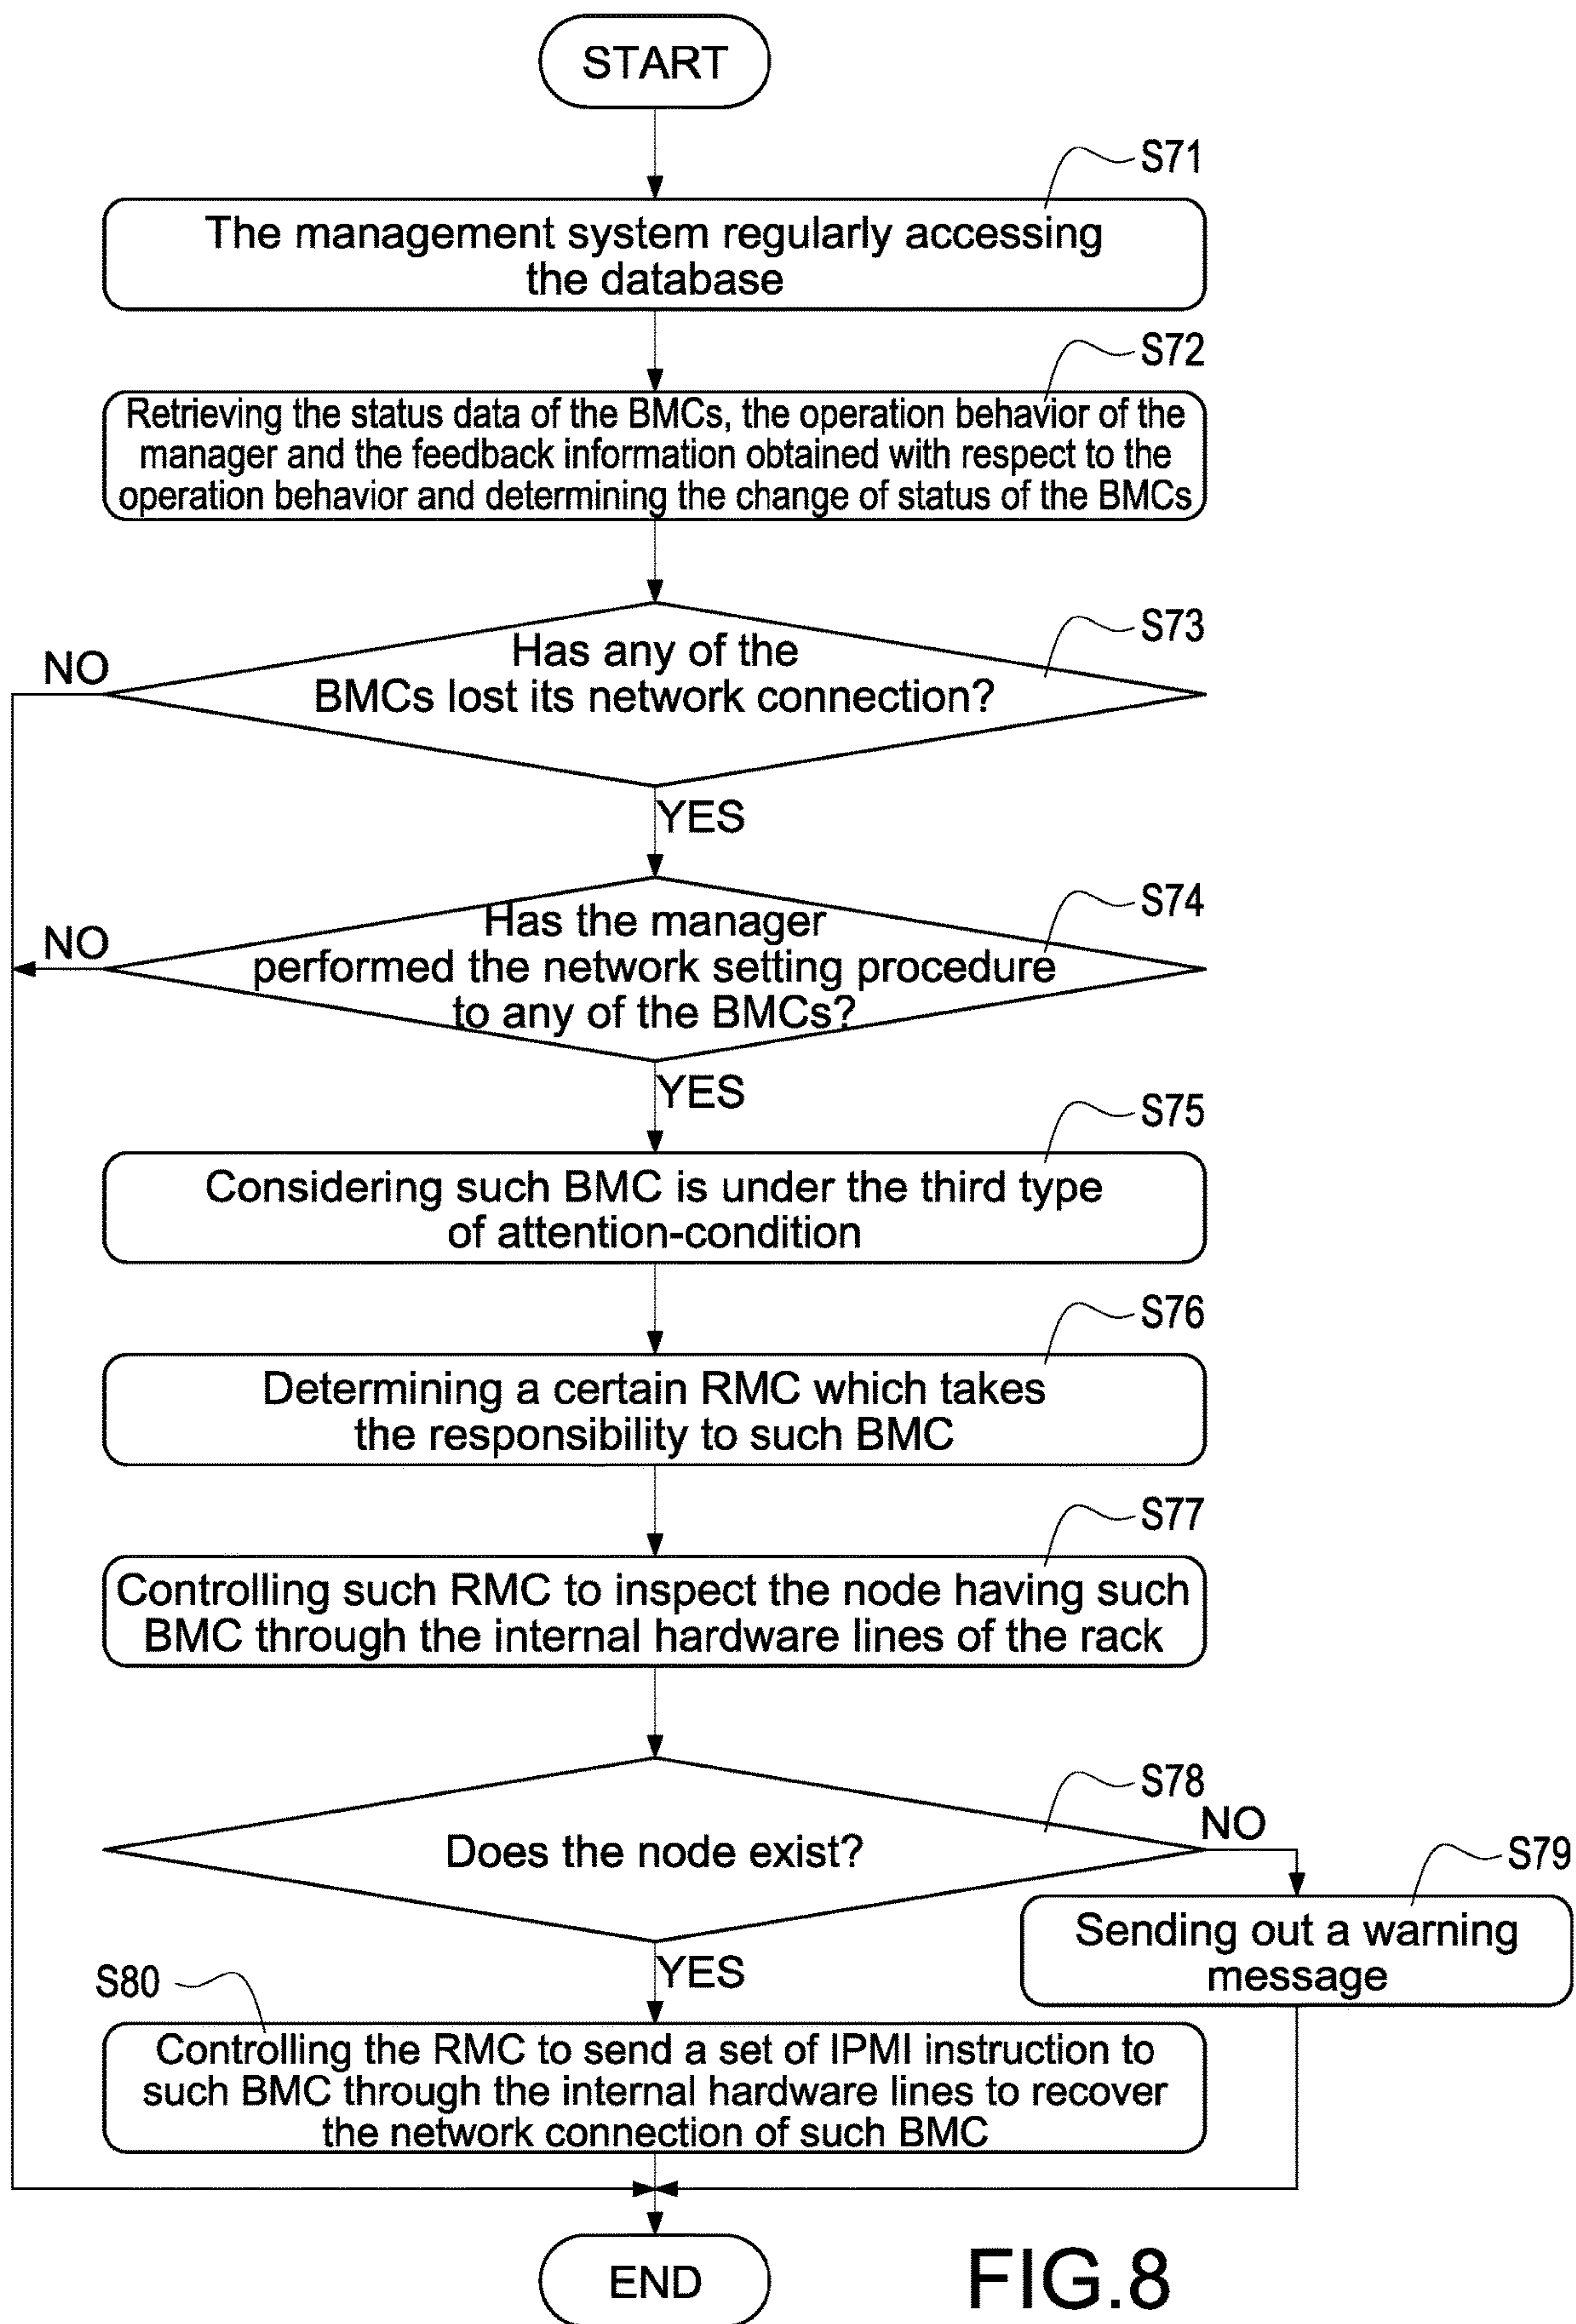 START
S71
The management system regularly accessing
the database
S72
Retrieving the status data of the BMCs, the operation behavior of the
manager and the feedback information obtained with respect to the
operation behavior and determining the change of status of the BMCs
S73
NO
Has any of the
BMCs lost its network connection?
YES
S74
NO
Has the manager
performed the network setting procedure
to any of the BMCs?
YES
S75
Considering such BMC is under the third type
of attention-condition
S76
Determining a certain RMC which takes
the responsibility to such BMC
S77
Controlling such RMC to inspect the node having such
BMC through the internal hardware lines of the rack
S78
NO
Does the node exist?
S79
Sending out a warning
message
YES
S80
Controlling the RMC to send a set of IPMI instruction to
such BMC through the internal hardware lines to recover
the network connection of such BMC
END
FIG.8